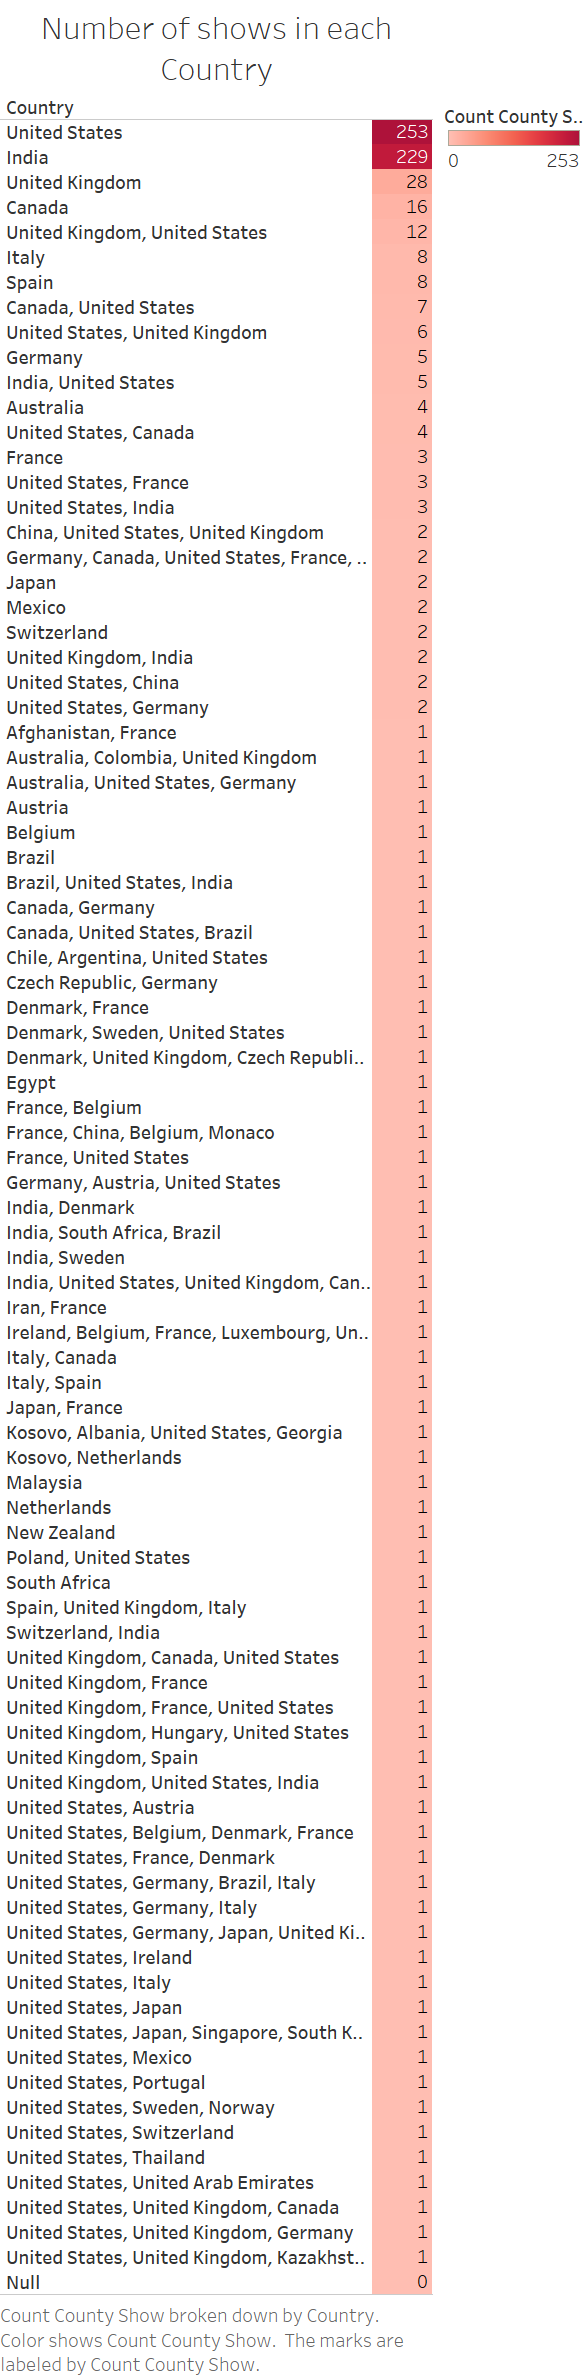 Number of shows in each
Country
Country
Count County S..
0 253
United States 253
India 229
United Kingdom 28
Canada 16
United Kingdom, United States 12
Italy 8
Spain 8
Canada, United States 7
United States, United Kingdom 6
Germany 5
India, United States 5
Australia 4
United States, Canada 4
France 3
United States, France 3
United States, India 3
China, United States, United Kingdom 2
Germany, Canada, United States, France, .. 2
Japan 2
Mexico 2
Switzerland 2
United Kingdom, India 2
United States, China 2
United States, Germany 2
Afghanistan, France 1
Australia, Colombia, United Kingdom 1
Australia, United States, Germany 1
Austria 1
Belgium 1
Brazil 1
Brazil, United States, India 1
Canada, Germany 1
Canada, United States, Brazil 1
Chile, Argentina, United States 1
Czech Republic, Germany 1
Denmark, France 1
Denmark, Sweden, United States 1
Denmark, United Kingdom, Czech Republi.. 1
Egypt 1
France, Belgium 1
France, China, Belgium, Monaco 1
France, United States 1
Germany, Austria, United States 1
India, Denmark 1
India, South Africa, Brazil 1
India, Sweden 1
India, United States, United Kingdom, Can.. 1
Iran, France 1
Ireland, Belgium, France, Luxembourg, Un.. 1
Italy, Canada 1
Italy, Spain 1
Japan, France 1
Kosovo, Albania, United States, Georgia 1
Kosovo, Netherlands 1
Malaysia 1
Netherlands 1
New Zealand 1
Poland, United States 1
South Africa 1
Spain, United Kingdom, Italy 1
Switzerland, India 1
United Kingdom, Canada, United States 1
United Kingdom, France 1
United Kingdom, France, United States 1
United Kingdom, Hungary, United States 1
United Kingdom, Spain 1
United Kingdom, United States, India 1
United States, Austria 1
United States, Belgium, Denmark, France 1
United States, France, Denmark 1
United States, Germany, Brazil, Italy 1
United States, Germany, Italy 1
United States, Germany, Japan, United Ki.. 1
United States, Ireland 1
United States, Italy 1
United States, Japan 1
United States, Japan, Singapore, South K.. 1
United States, Mexico 1
United States, Portugal 1
United States, Sweden, Norway 1
United States, Switzerland 1
United States, Thailand 1
United States, United Arab Emirates 1
United States, United Kingdom, Canada 1
United States, United Kingdom, Germany 1
United States, United Kingdom, Kazakhst.. 1
Null 0
Count County Show broken down by Country.
Color shows Count County Show.  The marks are
labeled by Count County Show.